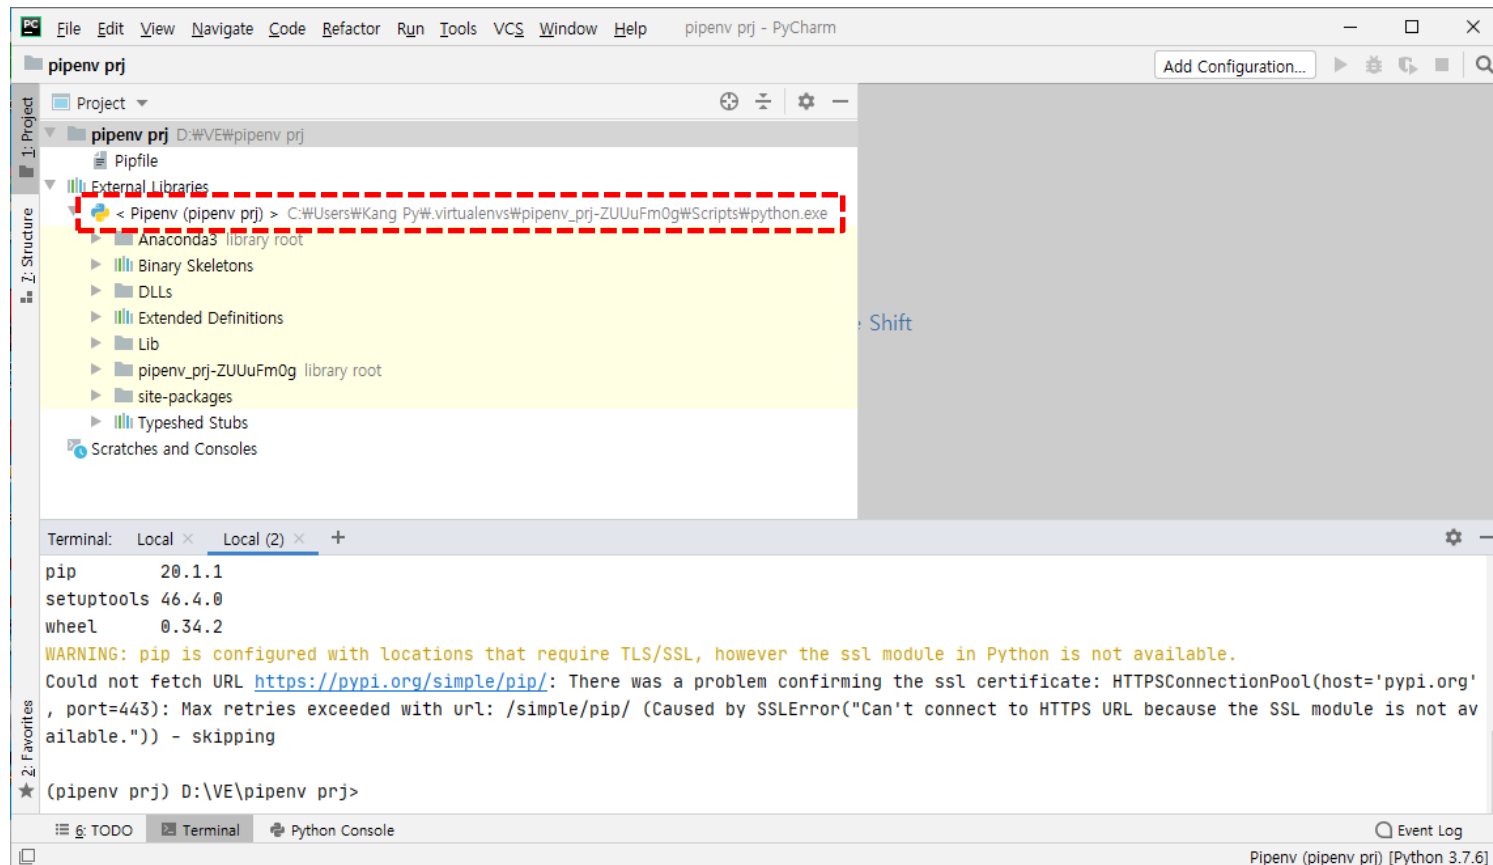 PC File Edit View Navigate Code Refactor Run Tools VCS Window Help pipenv prj - PyCharm
pipenv prj Add Configuration...
1: Project
Project
pipenv prj D:₩VE₩pipenv prj
Pipfile
External Libraries
< Pipenv (pipenv prj) > C:₩Users₩Kang Py₩.virtualenvs₩pipenv_prj-ZUUuFm0g₩Scripts₩python.exe
Anaconda3 library root
Binary Skeletons
DLLs
Extended Definitions
Lib
pipenv_prj-ZUUuFm0g library root
site-packages
Typeshed Stubs
Scratches and Consoles
7: Structure
Shift
Terminal: Local Local (2)
pip 20.1.1
setuptools 46.4.0
wheel 0.34.2
WARNING: pip is configured with locations that require TLS/SSL, however the ssl module in Python is not available.
Could not fetch URL https://pypi.org/simple/pip/: There was a problem confirming the ssl certificate: HTTPSConnectionPool(host='pypi.org'
, port=443): Max retries exceeded with url: /simple/pip/ (Caused by SSLError("Can't connect to HTTPS URL because the SSL module is not av
ailable.")) - skipping
(pipenv prj) D:\VE\pipenv prj>
2: Favorites
6: TODO Terminal Python Console Event Log
Pipenv (pipenv prj) [Python 3.7.6]